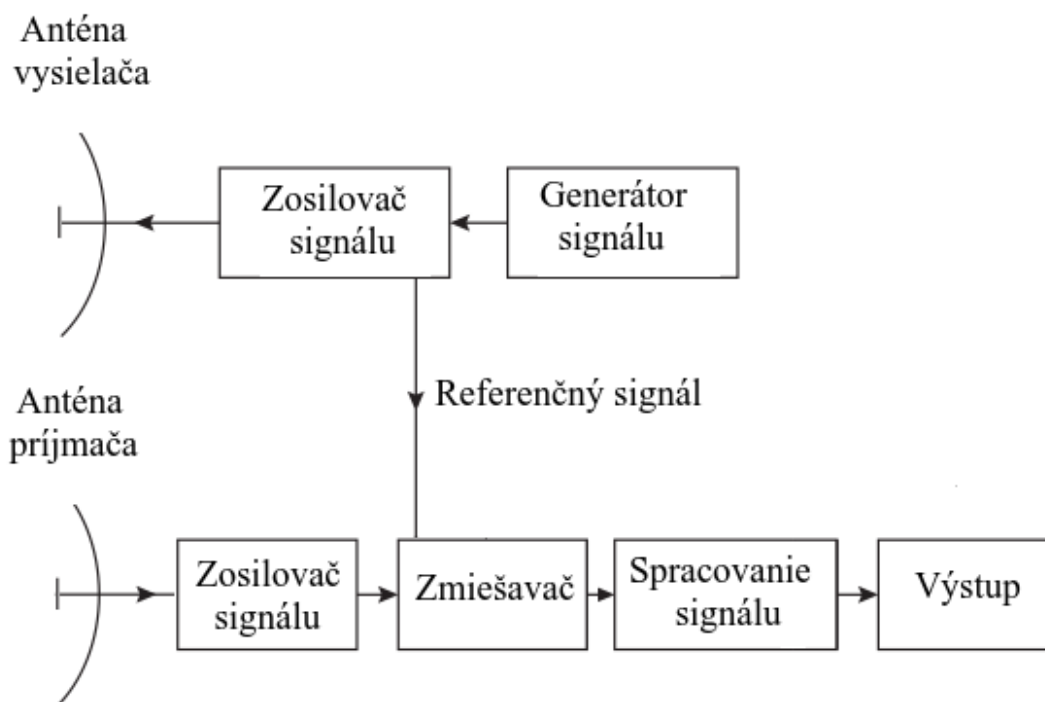 Anténa
vysielača
Zosilovač
signálu
Generátor
signálu
Referenčný signál
Anténa
príjmača
Zosilovač
signálu
Zmiešavač
Spracovanie
signálu
Výstup